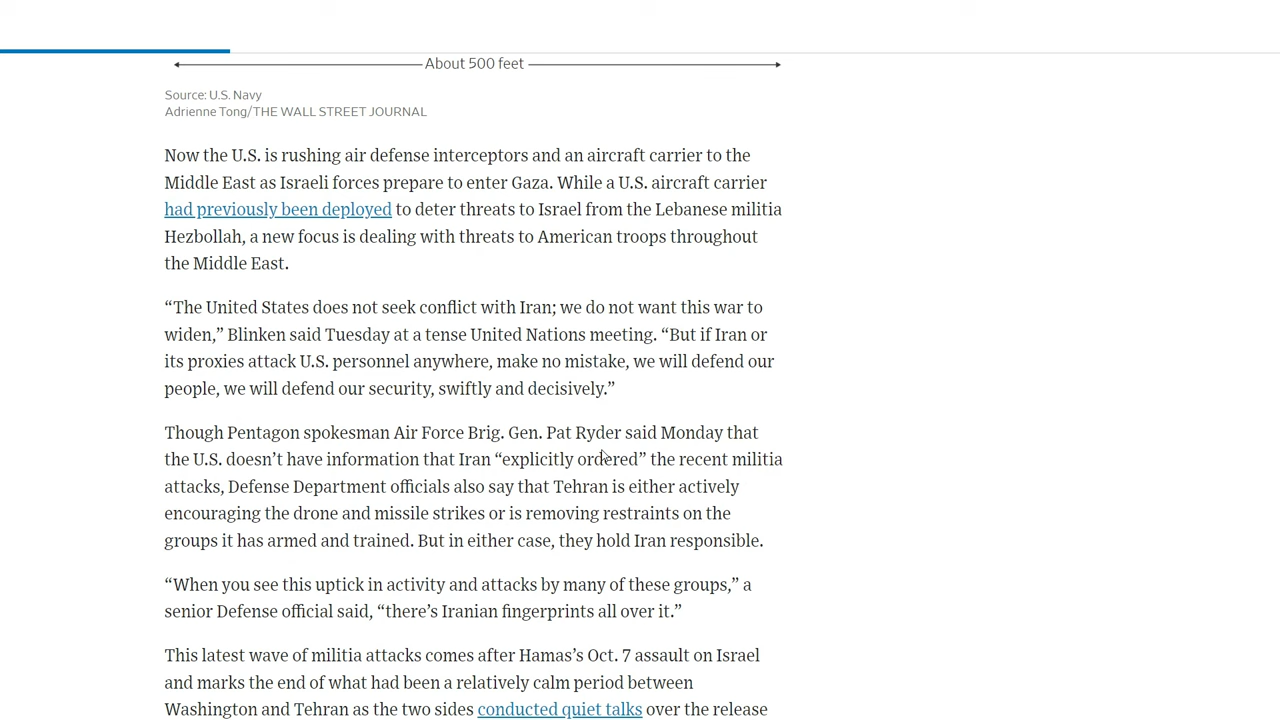 About 500 feet
Source: U.S. Navy
Adrienne Tong/THE WALL STREET JOURNAL
Now the U.S. is rushing air defense interceptors and an aircraft carrier to the
Middle East as Israeli forces prepare to enter Gaza. While a U.S. aircraft carrier
had previously been deployed to deter threats to Israel from the Lebanese militia
Hezbollah, a new focus is dealing with threats to American troops throughout
the Middle East.
“The United States does not seek conflict with Iran; we do not want this war to
widen,” Blinken said Tuesday at a tense United Nations meeting. “But if Iran or
its proxies attack U.S. personnel anywhere, make no mistake, we will defend our
people, we will defend our security, swiftly and decisively.”
Though Pentagon spokesman Air Force Brig. Gen. Pat Ryder said Monday that
the U.S. doesn’t have information that Iran “explicitly ordered” the recent militia
attacks, Defense Department officials also say that Tehran is either actively
encouraging the drone and missile strikes or is removing restraints on the
groups it has armed and trained. But in either case, they hold Iran responsible.
“When you see this uptick in activity and attacks by many of these groups,” a
senior Defense official said, “there’s Iranian fingerprints all over it.”
This latest wave of militia attacks comes after Hamas’s Oct. 7 assault on Israel
and marks the end of what had been a relatively calm period between
Washington and Tehran as the two sides conducted quiet talks over the release